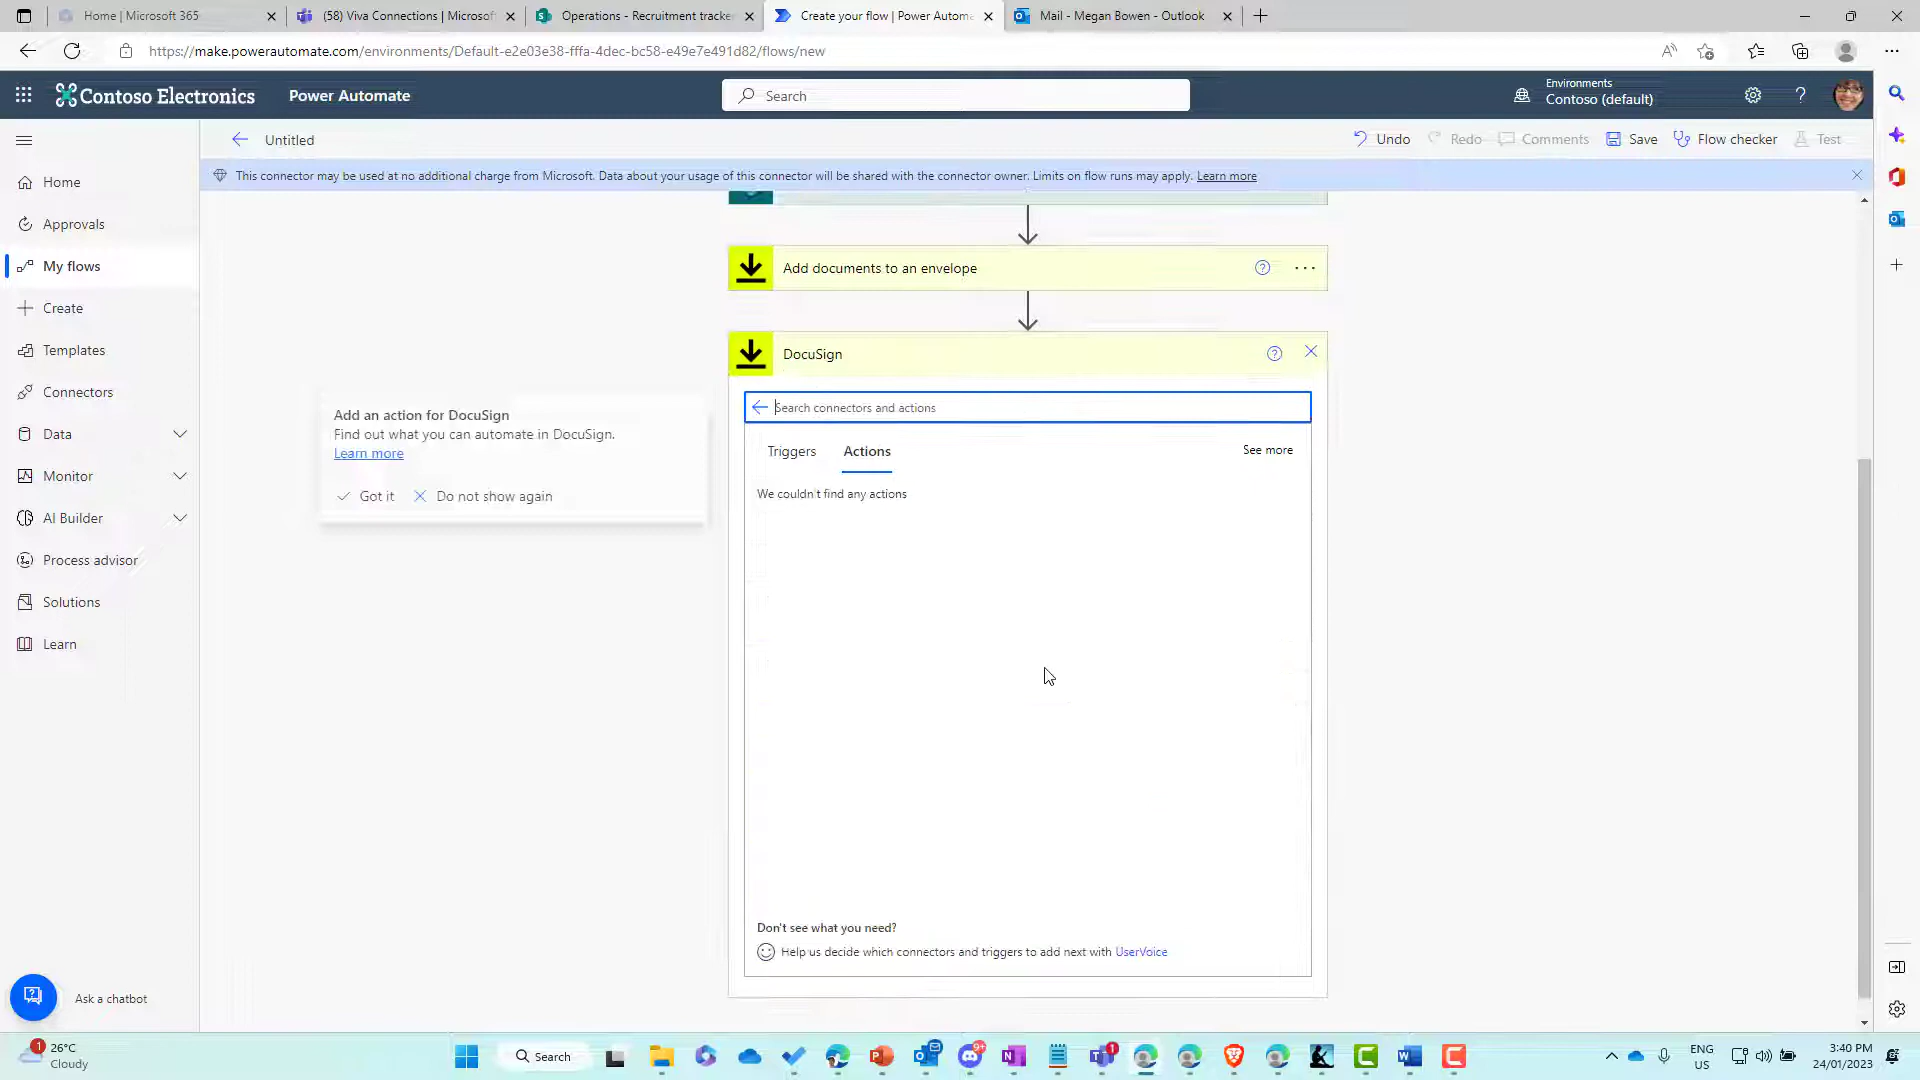 Home | Microsoft 365
(58) Viva Connections | Microsof
Operations - Recruitment tracke
Create your flow | Power Automa
Mail - Megan Bowen - Outlook
https://make.powerautomate.com/environments/Default-e2e03e38-fffa-4dec-bc58-e49e7e491d82/flows/new
Contoso Electronics
Power Automate
Search
Environments
Contoso (default)
Untitled
Undo
Redo
Comments
Save
Flow checker
Test
This connector may be used at no additional charge from Microsoft. Data about your usage of this connector will be shared with the connector owner. Limits on flow runs may apply. Learn more
Home
Approvals
My flows
Create
Templates
Connectors
Data
Monitor
AI Builder
Process advisor
Solutions
Learn
Ask a chatbot
Add documents to an envelope
DocuSign
Add an action for DocuSign
Find out what you can automate in DocuSign.
Learn more
Got it
Do not show again
Search connectors and actions
Triggers
Actions
See more
We couldn't find any actions
Don't see what you need?
Help us decide which connectors and triggers to add next with UserVoice
1
26°C
Cloudy
Search
9+
1
ENG
US
3:40 PM
24/01/2023